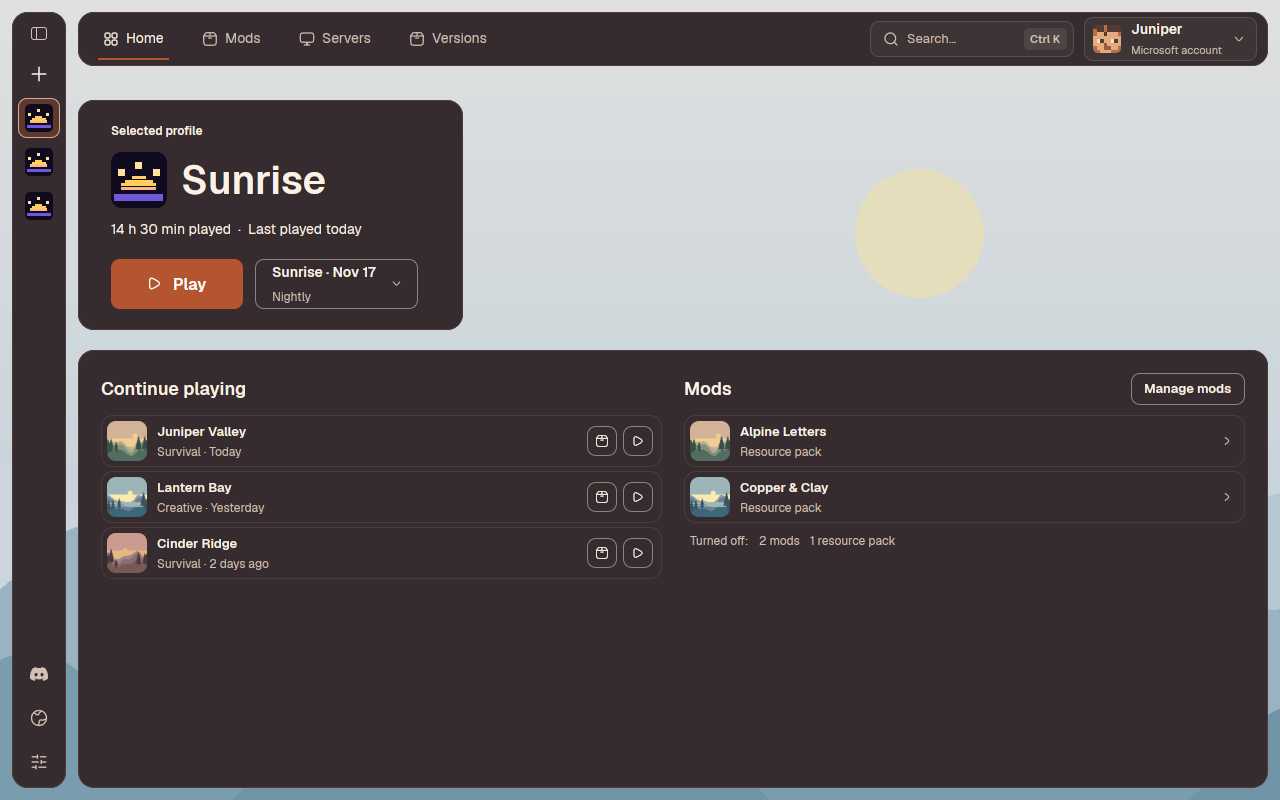 Home
Mods
Servers
Versions
Search...
Ctrl K
Juniper
Microsoft account
Selected profile
Sunrise
14 h 30 min played · Last played today
Play
Sunrise · Nov 17
Nightly
Continue playing
Juniper Valley
Survival · Today
Lantern Bay
Creative · Yesterday
Cinder Ridge
Survival · 2 days ago
Mods
Manage mods
Alpine Letters
Resource pack
Copper & Clay
Resource pack
Turned off: 2 mods 1 resource pack